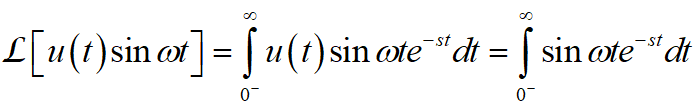 ℒ[u(t) sin ωt] = ∫_{0⁻}^{∞} u(t) sin ωt e^{-st} dt = ∫_{0⁻}^{∞} sin ωt e^{-st} dt